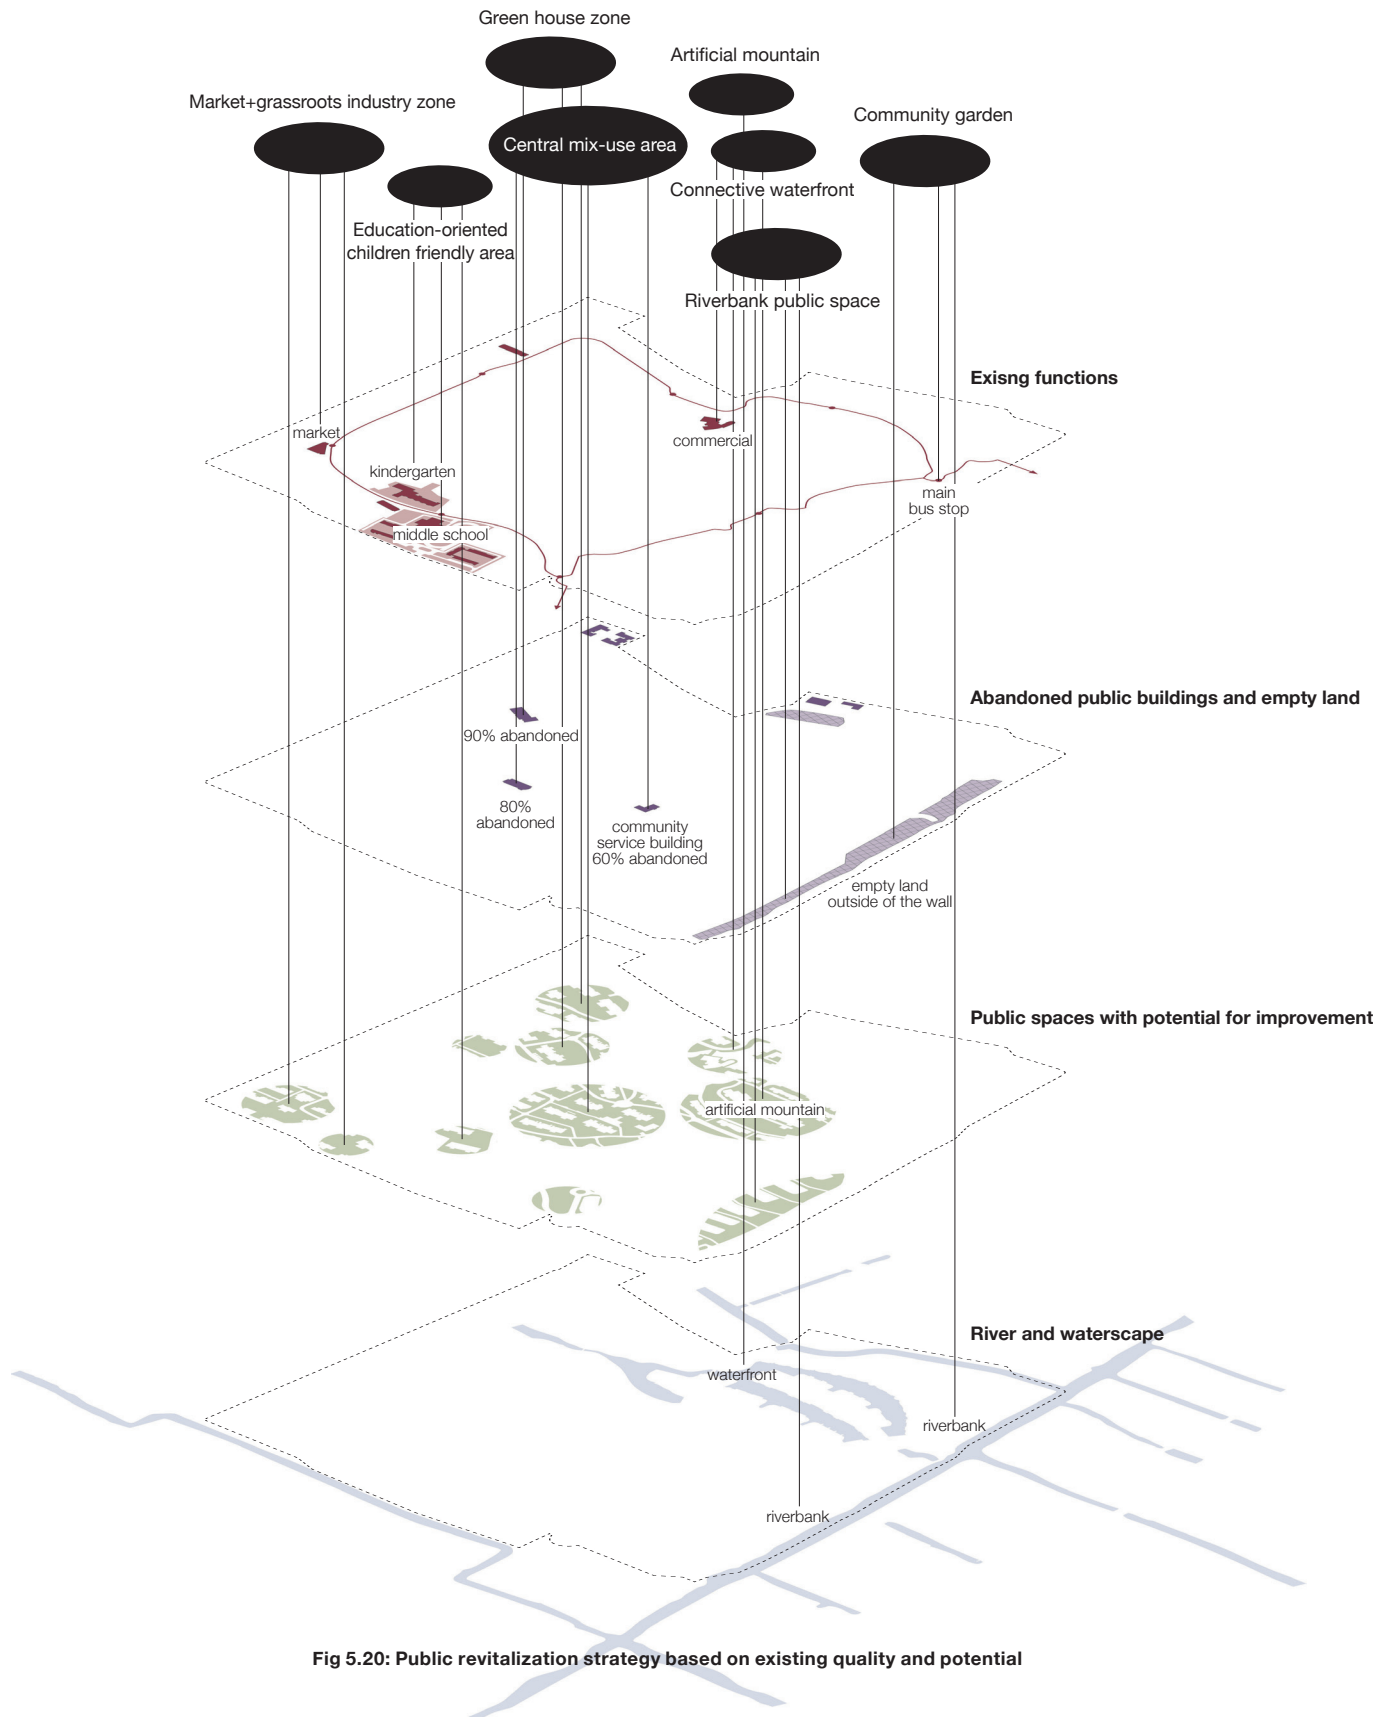 Green house zone
Artificial mountain
Market+grassroots industry zone
Community garden
Central mix-use area
Connective waterfront
Education-oriented
children friendly area
Riverbank public space
Exisng functions
market
commercial
kindergarten
main
bus stop
middle school
Abandoned public buildings and empty land
90% abandoned
80%
abandoned
community
service building
60% abandoned
empty land
outside of the wall
Public spaces with potential for improvement
artificial mountain
River and waterscape
waterfront
riverbank
riverbank
Fig 5.20: Public revitalization strategy based on existing quality and potential